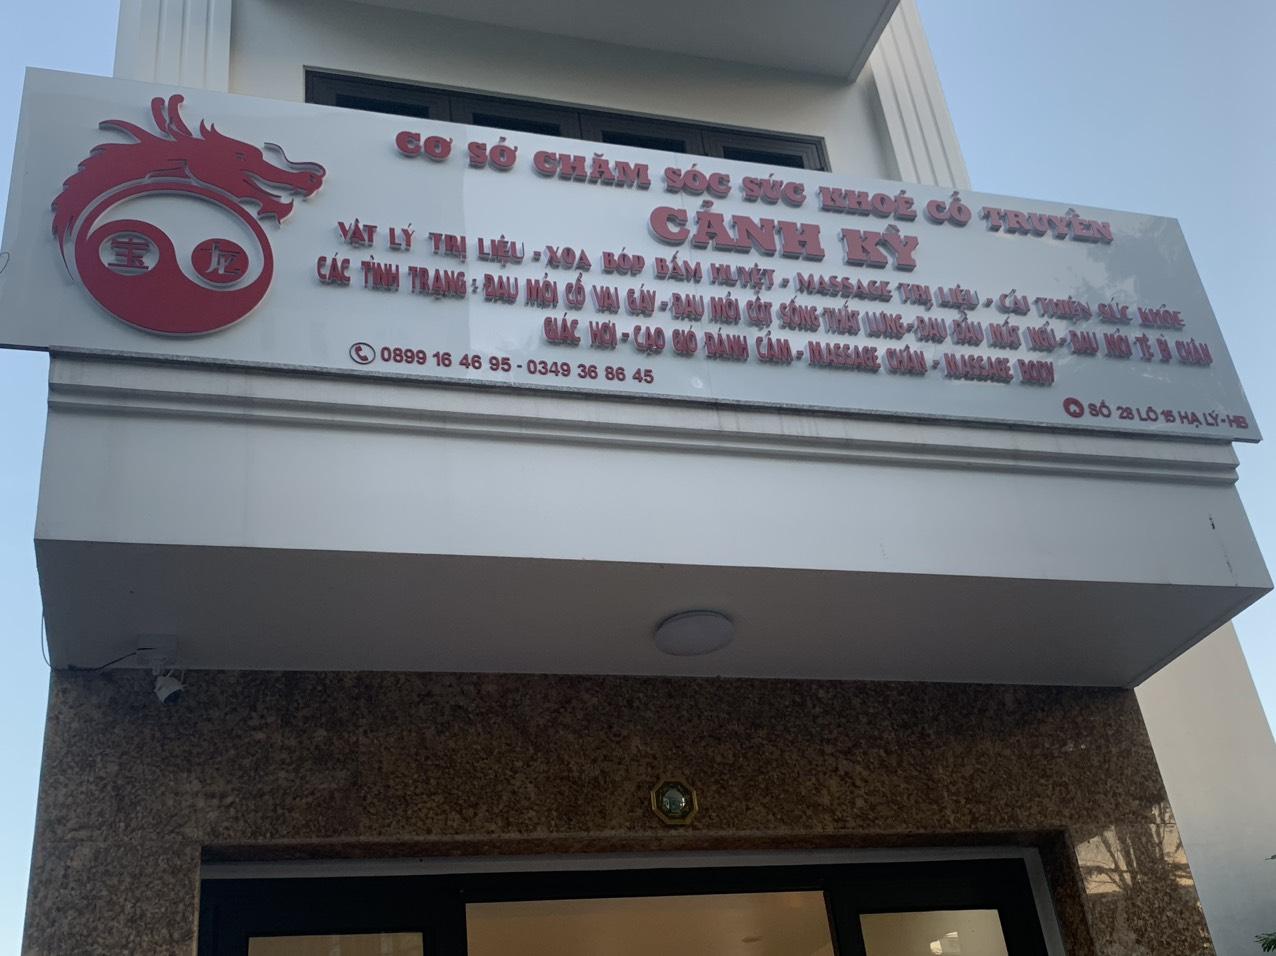 CƠ SỞ CHĂM SÓC SỨC KHOẺ CỔ TRUYỀN
CẢNH KỲ
VẬT LÝ TRỊ LIỆU - XOA BÓP BẤM HUYỆT - MASSAGE TRỊ LIỆU - CẢI THIỆN SỨC KHỎE
CÁC TÌNH TRẠNG: ĐAU MỎI CỔ VAI GÁY - ĐAU MỎI CỘT SỐNG THẮT LƯNG - ĐAU ĐẦU MẤT NGỦ - ĐAU MỎI TÊ BÌ CHÂN
GIÁC HƠI - CẠO GIÓ ĐÁNH CẢM - MASSAGE CHÂN - MASSAGE BODY
0899 16 46 95 - 0349 36 86 45
SỐ 28 LÔ 15 HẠ LÝ - HB